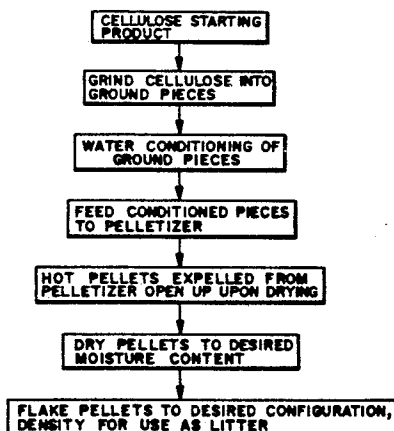 CELLULOSE STARTING
PRODUCT
GRIND CELLULOSE INTO
GROUND PIECES
WATER CONDITIONING OF
GROUND PIECES
FEED CONDITIONED PIECES
TO PELLETIZER
HOT PELLETS EXPELLED FROM
PELLETIZER OPEN UP UPON DRYING
DRY PELLETS TO DESIRED
MOISTURE CONTENT
FLAKE PELLETS TO DESIRED CONFIGURATION,
DENSITY FOR USE AS LITTER